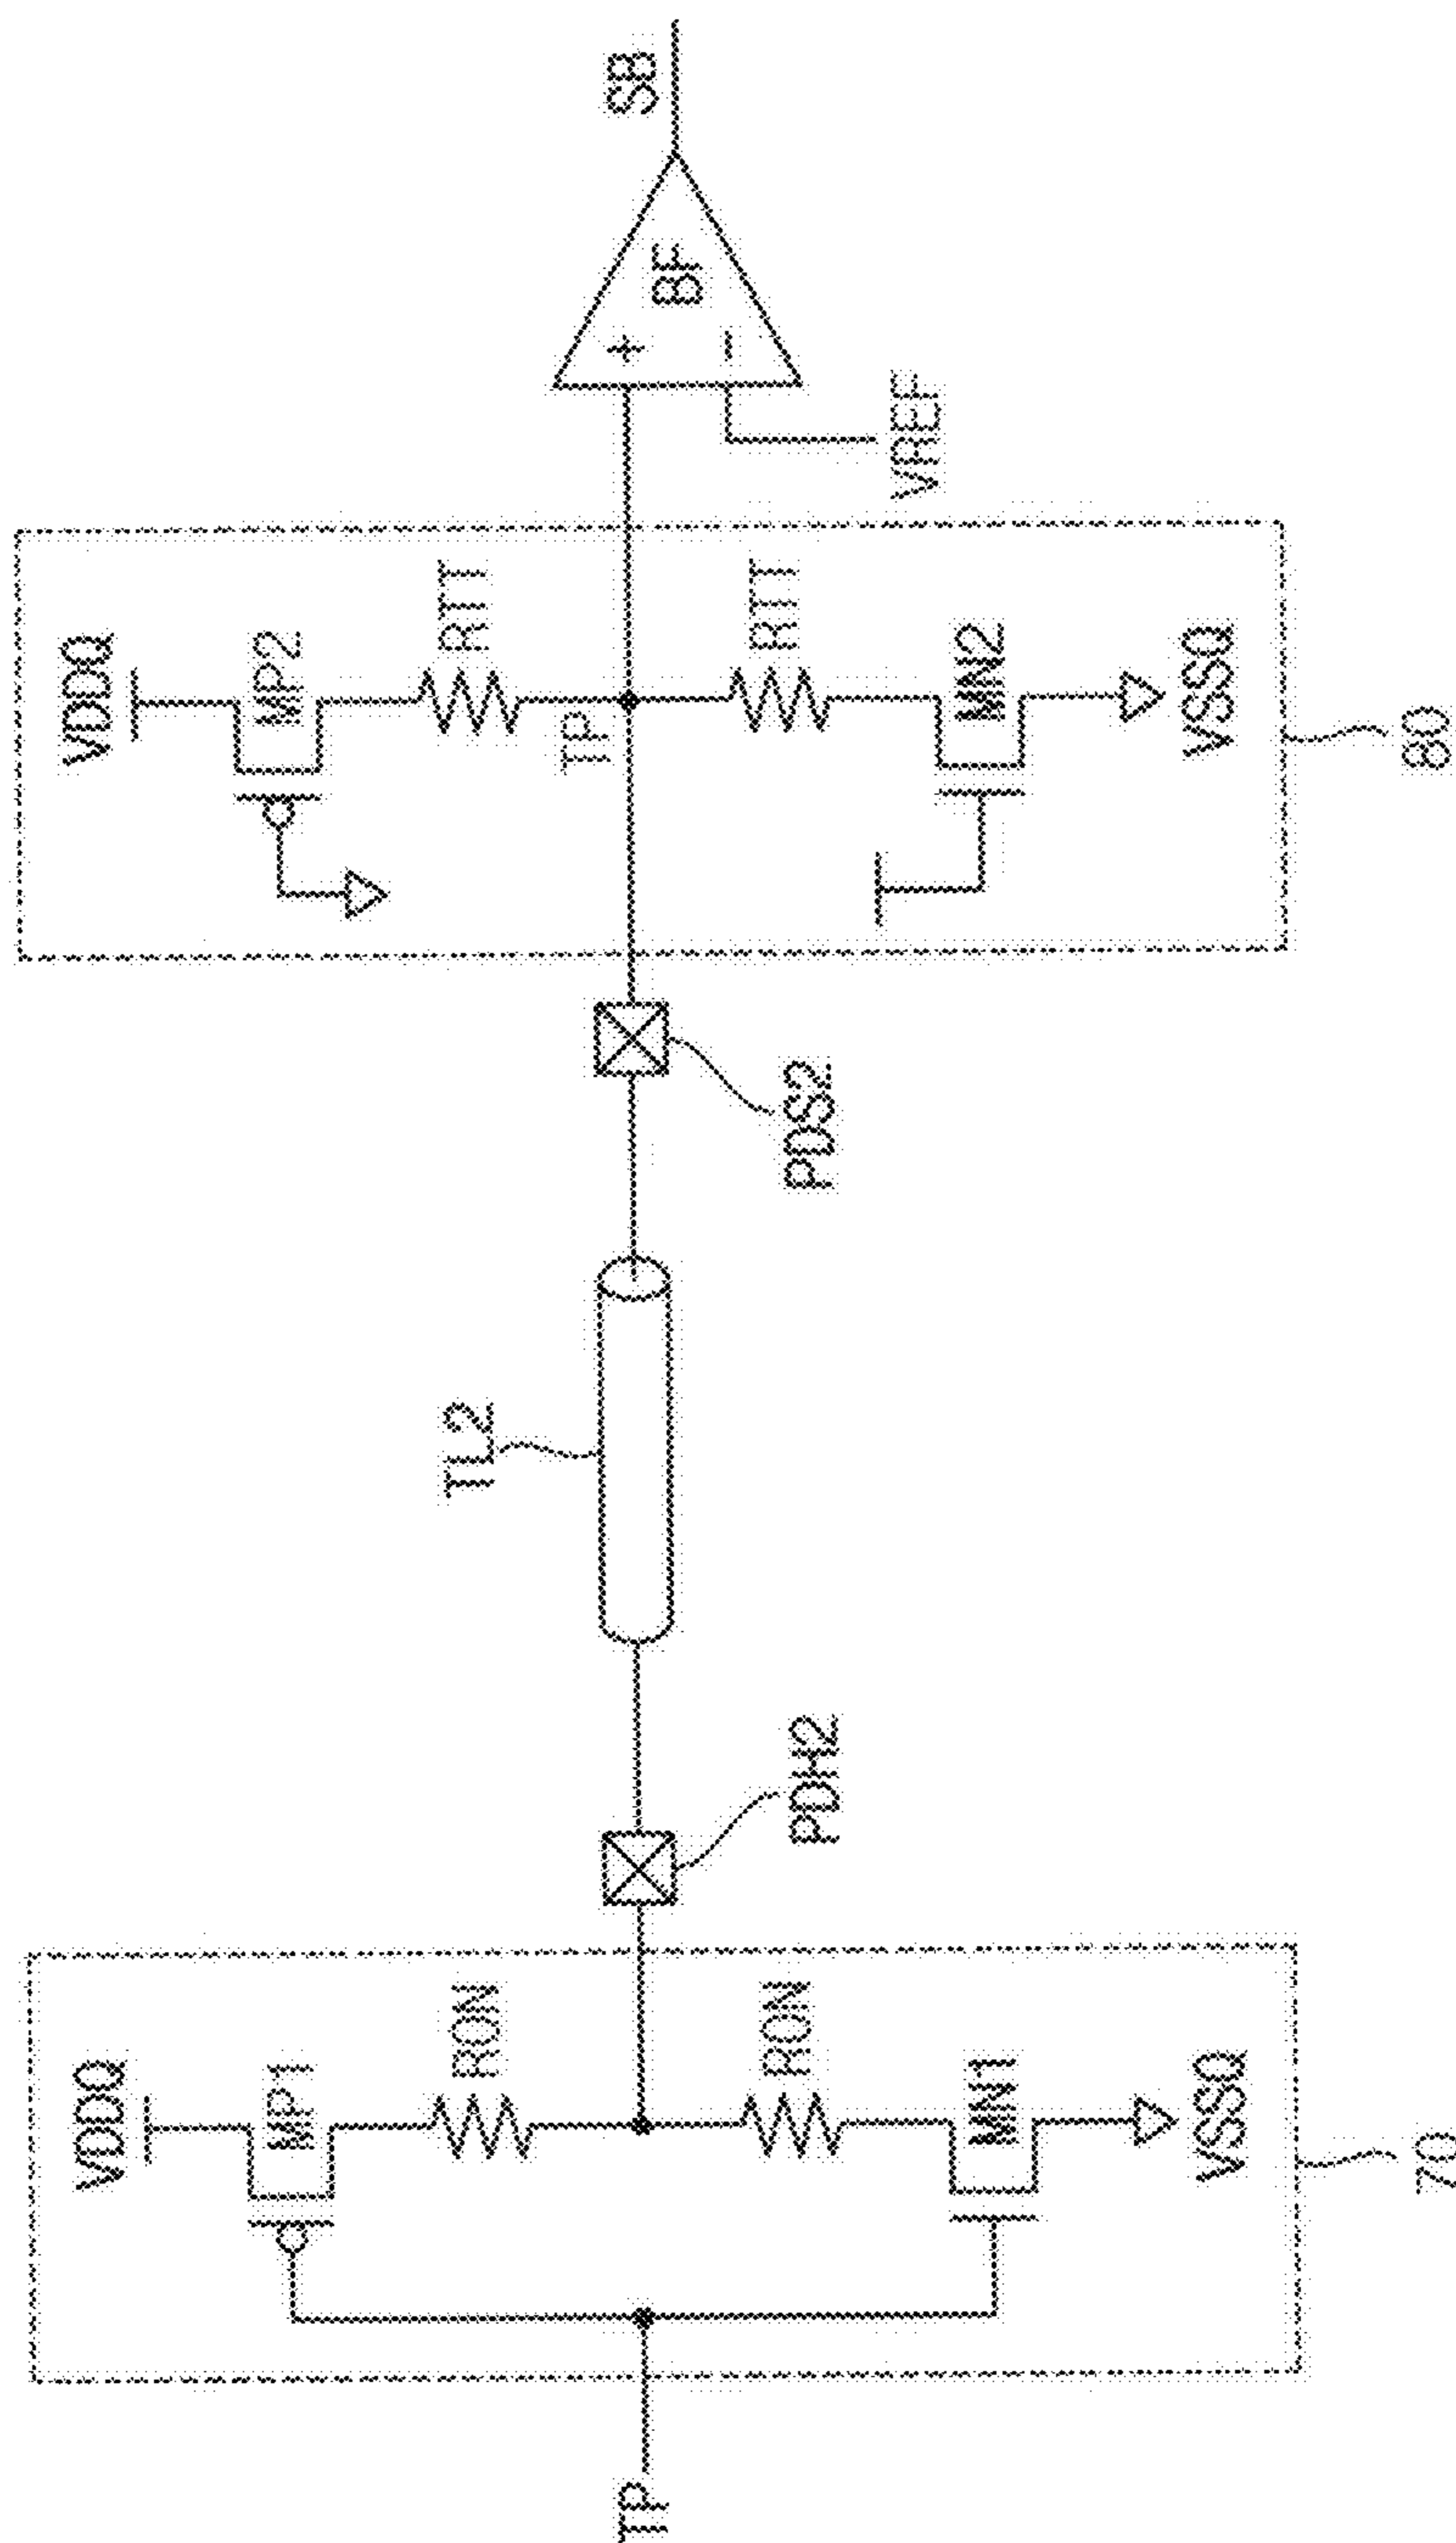 TP
VDDQ
MP1
RON
RON
MN1
VSSQ
70
PDH2
TL2
PDS2
VDDQ
MP2
RTT
TP
RTT
MN2
VSSQ
80
VREF
+
BF
−
SB